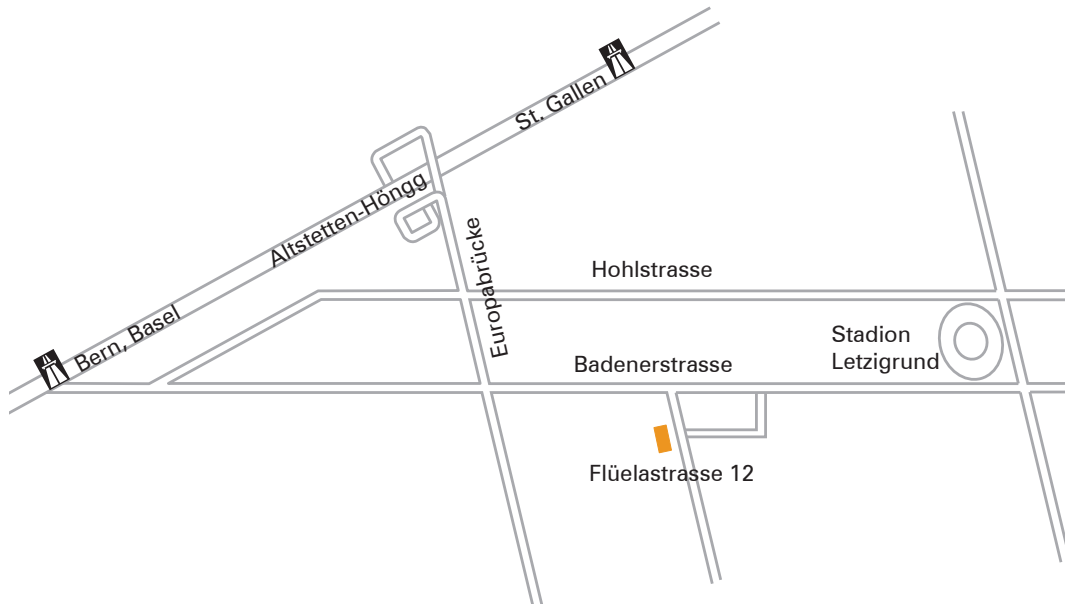 St. Gallen
Altstetten-Höngg
Europabrücke
Hohlstrasse
Bern, Basel
Stadion
Letzigrund
Badenerstrasse
Flüelastrasse 12